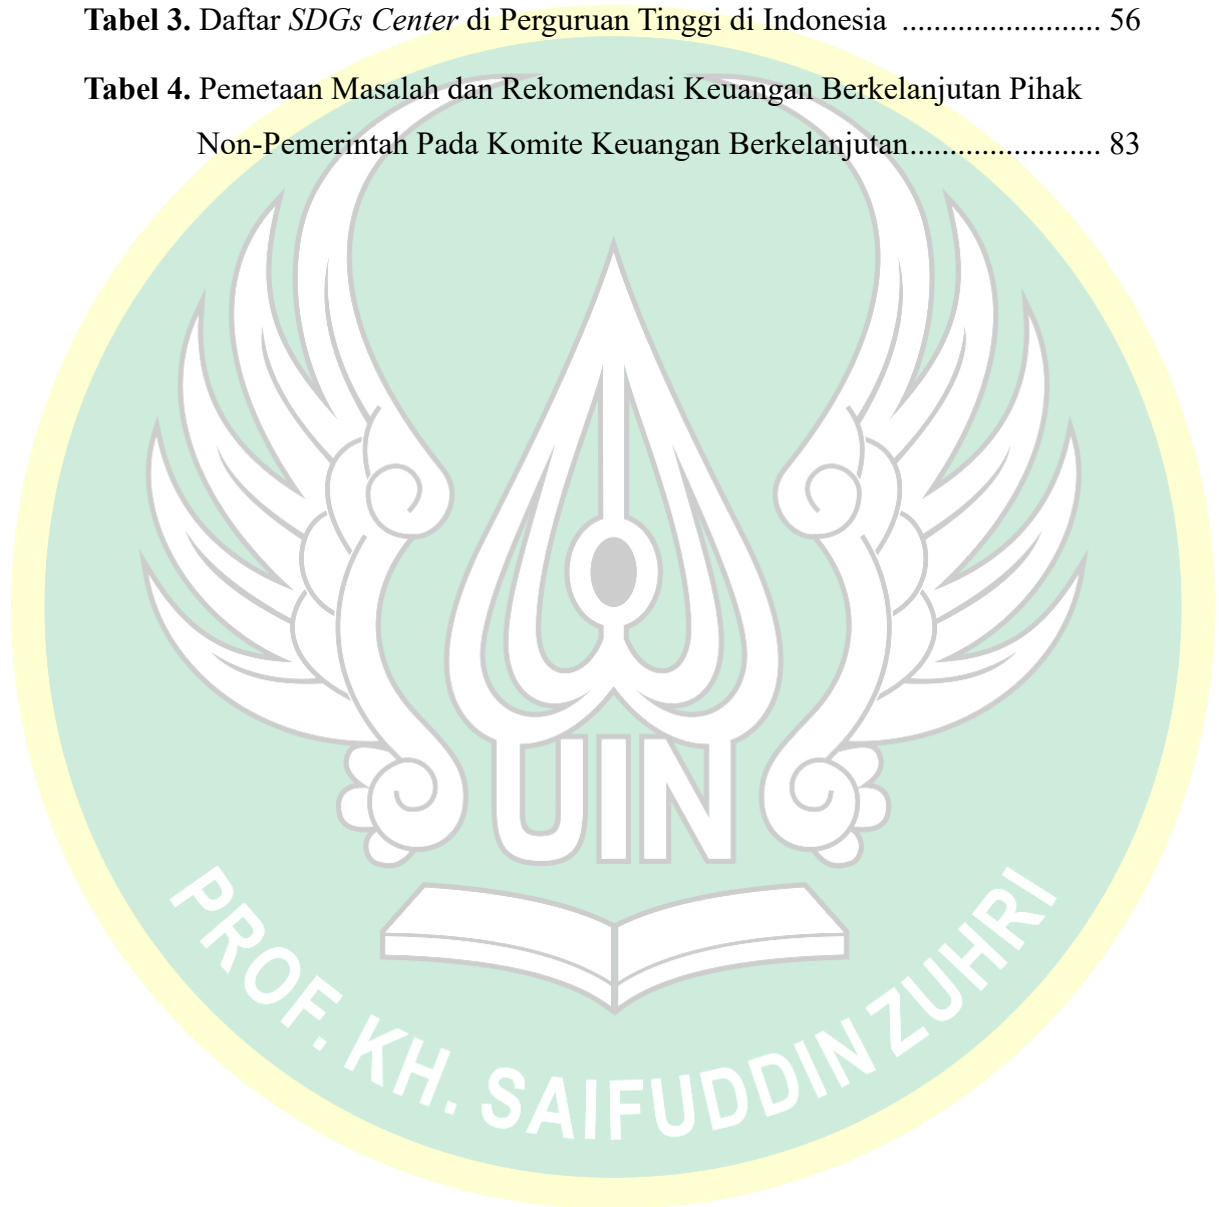 Tabel 3. Daftar SDGs Center di Perguruan Tinggi di Indonesia ......................... 56
Tabel 4. Pemetaan Masalah dan Rekomendasi Keuangan Berkelanjutan Pihak
Non-Pemerintah Pada Komite Keuangan Berkelanjutan........................ 83
UIN
PROF. KH. SAIFUDDIN ZUHRI